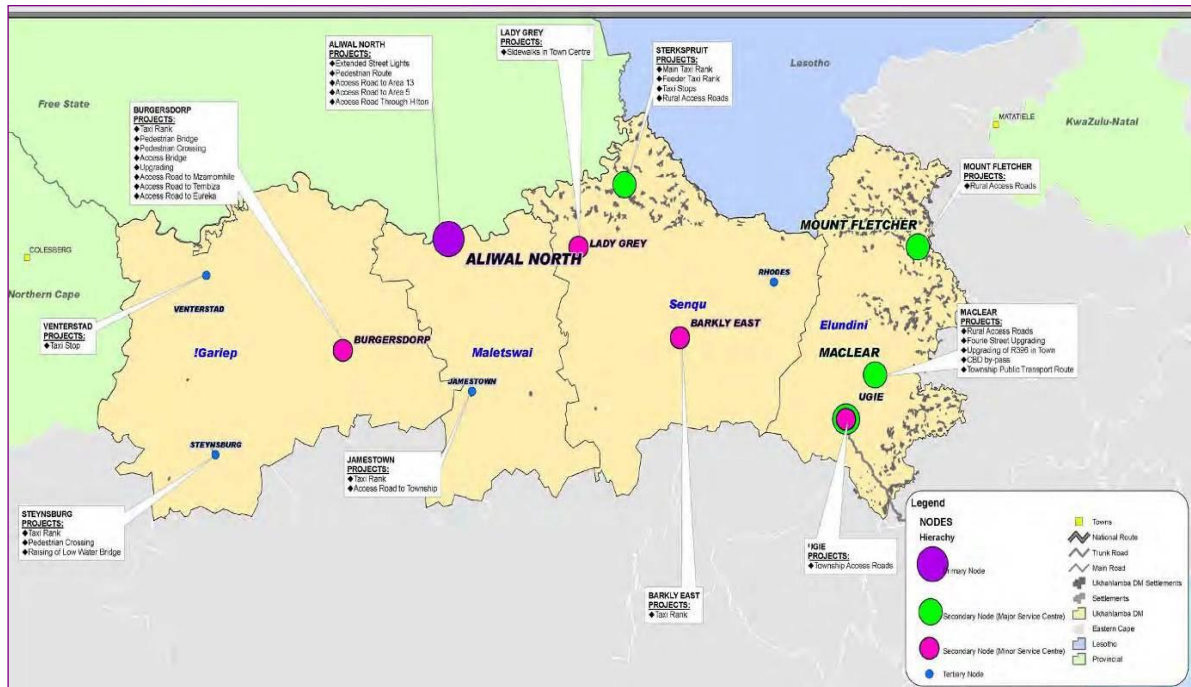 ALIWAL NORTH
PROJECTS:
◆Extended Street Lights
◆Pedestrian Route
◆Access Road to Area 13
◆Access Road to Area 5
◆Access Road Through Hilton
LADY GREY
PROJECTS:
◆Sidewalks in Town Centre
STERKSPRUIT
PROJECTS:
◆Main Taxi Rank
◆Feeder Taxi Rank
◆Taxi Stops
◆Rural Access Roads
Lesotho
Free State
BURGERSDORP
PROJECTS:
◆Taxi Rank
◆Pedestrian Bridge
◆Pedestrian Crossing
◆Access Bridge
◆Upgrading
◆Access Road to Mzamomhile
◆Access Road to Tembiza
◆Access Road to Eureka
MATATIELE
KwaZulu-Natal
MOUNT FLETCHER
PROJECTS:
◆Rural Access Roads
COLESBERG
Northern Cape
ALIWAL NORTH
LADY GREY
MOUNT FLETCHER
RHODES
VENTERSTAD
VENTERSTAD
PROJECTS:
◆Taxi Stop
!Gariep
BURGERSDORP
Maletswai
Senqu
BARKLY EAST
Elundini
MACLEAR
UGIE
MACLEAR
PROJECTS:
◆Rural Access Roads
◆Fourie Street Upgrading
◆Upgrading of R396 in Town
◆CBD by-pass
◆Township Public Transport Route
JAMESTOWN
STEYNSBURG
JAMESTOWN
PROJECTS:
◆Taxi Rank
◆Access Road to Township
STEYNSBURG
PROJECTS:
◆Taxi Rank
◆Pedestrian Crossing
◆Raising of Low Water Bridge
BARKLY EAST
PROJECTS:
◆Taxi Rank
UGIE
PROJECTS:
◆Township Access Roads
Legend
NODES
Hierachy
Primary Node
Secondary Node (Major Service Centre)
Secondary Node (Minor Service Centre)
Tertiary Node
Towns
National Route
Trunk Road
Main Road
Ukhahlamba DM Settlements
Settlements
Ukhahlamba DM
Eastern Cape
Lesotho
Provincial